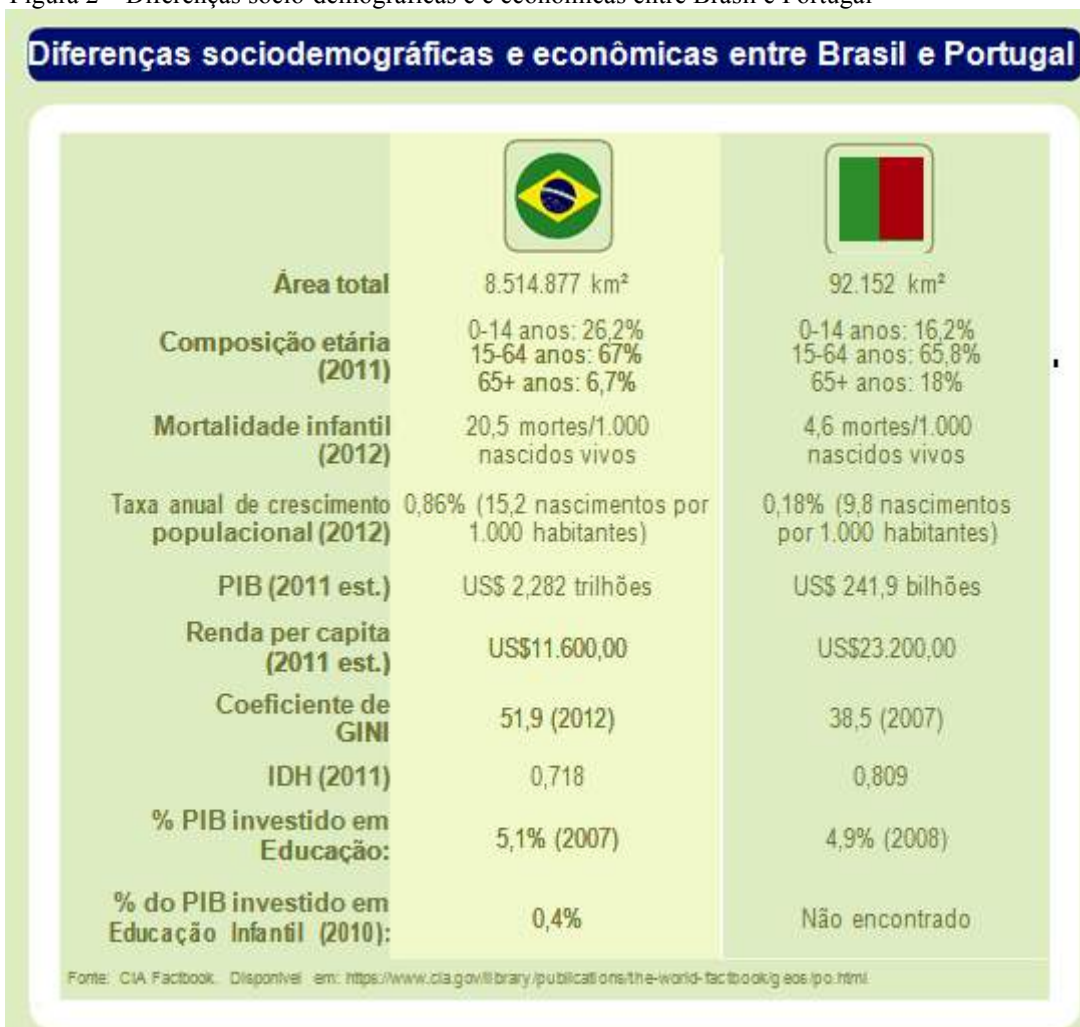 Figura 2 – Diferenças sócio-demográficas e e econômicas entre Brasil e Portugal
Diferenças sociodemográficas e econômicas entre Brasil e Portugal
Área total 8.514.877 km² 92.152 km²
Composição etária (2011) 0-14 anos: 26,2% 15-64 anos: 67% 65+ anos: 6,7% 0-14 anos: 16,2% 15-64 anos: 65,8% 65+ anos: 18%
Mortalidade infantil (2012) 20,5 mortes/1.000 nascidos vivos 4,6 mortes/1.000 nascidos vivos
Taxa anual de crescimento populacional (2012) 0,86% (15,2 nascimentos por 1.000 habitantes) 0,18% (9,8 nascimentos por 1.000 habitantes)
PIB (2011 est.) US$ 2,282 trilhões US$ 241,9 bilhões
Renda per capita (2011 est.) US$11.600,00 US$23.200,00
Coeficiente de GINI 51,9 (2012) 38,5 (2007)
IDH (2011) 0,718 0,809
% PIB investido em Educação: 5,1% (2007) 4,9% (2008)
% do PIB investido em Educação Infantil (2010): 0,4% Não encontrado
Fonte: CIA Factbook. Disponível em: https://www.cia.gov/library/publications/the-world-factbook/geos/po.html